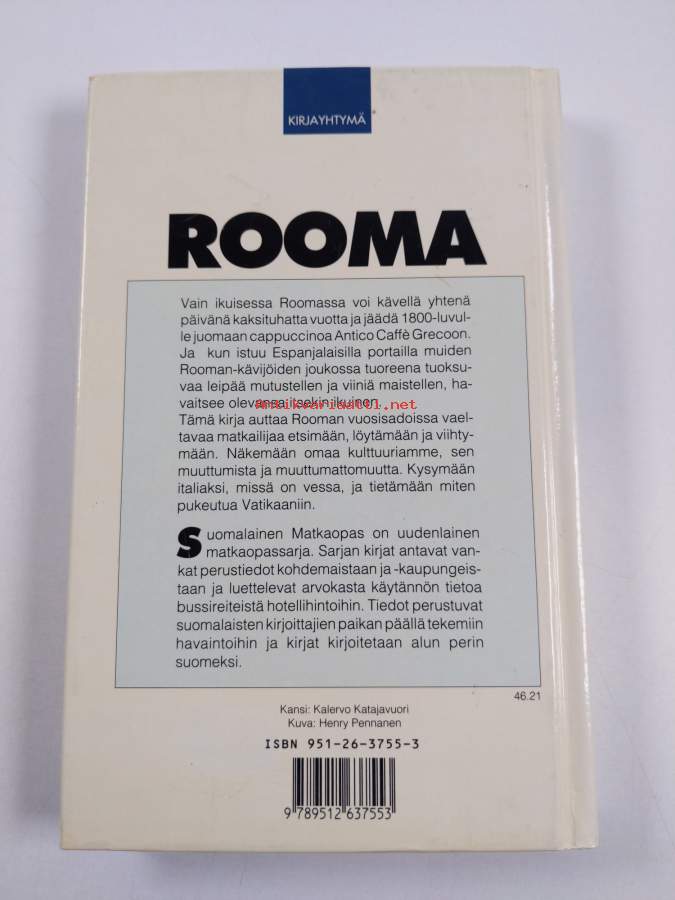 KIRJAYHTYMÄ
ROOMA
Vain ikuisessa Roomassa voi kävellä yhtenä
päivänä kaksituhatta vuotta ja jäädä 1800-luvul-
le juomaan cappuccinoa Antico Caffè Grecoon.
Ja kun istuu Espanjalaisilla portailla muiden
Rooman-kävijöiden joukossa tuoreena tuoksu-
vaa leipää mutustellen ja viiniä maistellen, ha-
vaitsee olevansa itsekin ikuinen.
Antikvariaatti.net
Tämä kirja auttaa Rooman vuosisadoissa vael-
tavaa matkailijaa etsimään, löytämään ja viihty-
mään. Näkemään omaa kulttuuriamme, sen
muuttumista ja muuttumattomuutta. Kysymään
italiaksi, missä on vessa, ja tietämään miten
pukeutua Vatikaaniin.
Suomalainen Matkaopas on uudenlainen
matkaopassarja. Sarjan kirjat antavat van-
kat perustiedot kohdemaistaan ja -kaupungeis-
taan ja luettelevat arvokasta käytännön tietoa
bussireiteistä hotellihintoihin. Tiedot perustuvat
suomalaisten kirjoittajien paikan päällä tekemiin
havaintoihin ja kirjat kirjoitetaan alun perin
suomeksi.
46.21
Kansi: Kalervo Katajavuori
Kuva: Henry Pennanen
ISBN 951-26-3755-3
9 789512 637553